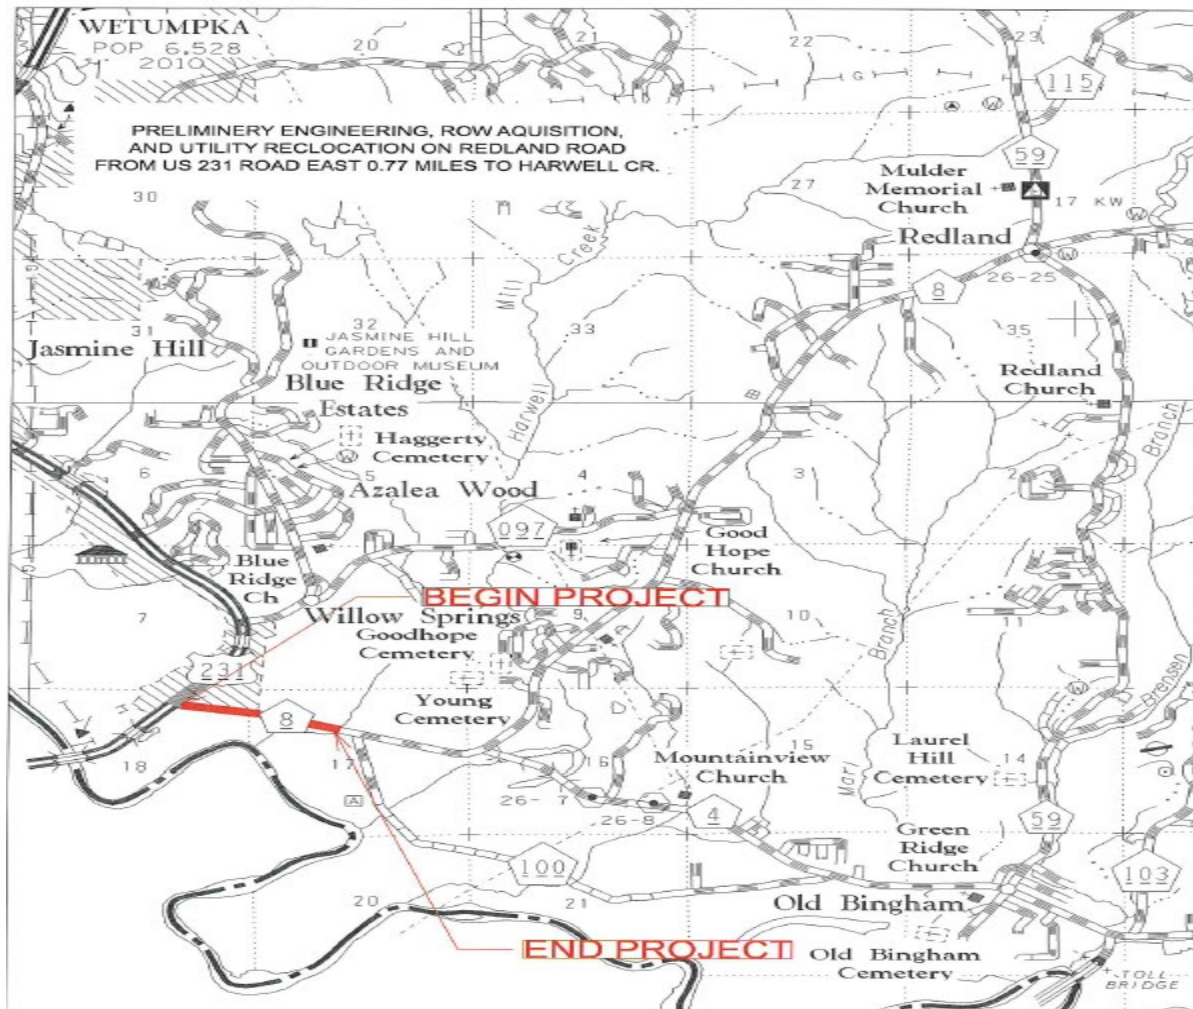 WETUMPKA
POP 6,528
2010
20
21
22
23
G
115
PRELIMINERY ENGINEERING, ROW AQUISITION,
AND UTILITY RECLOCATION ON REDLAND ROAD
FROM US 231 ROAD EAST 0.77 MILES TO HARWELL CR.
59
Mulder
Memorial
Church
17 KW
W
27
30
Redland
W
8
26-25
Mill
Creek
31
32
33
35
JASMINE HILL
GARDENS AND
OUTDOOR MUSEUM
Jasmine Hill
Blue Ridge
Estates
Redland
Church
B
Harwell
Branch
Haggerty
Cemetery
W
6
5
4
3
2
Azalea Wood
097
Good
Hope
Church
Blue
Ridge
Ch
BEGIN PROJECT
7
Willow Springs
9
10
11
Goodhope
Cemetery
A
Branch
Brensen
231
W
Young
Cemetery
8
18
17
16
15
14
Mountainview
Church
Laurel
Hill
Cemetery
Marl
A
26-7
26-8
4
59
Green
Ridge
Church
100
103
20
21
Old Bingham
END PROJECT
Old Bingham
Cemetery
TOLL
BRIDGE